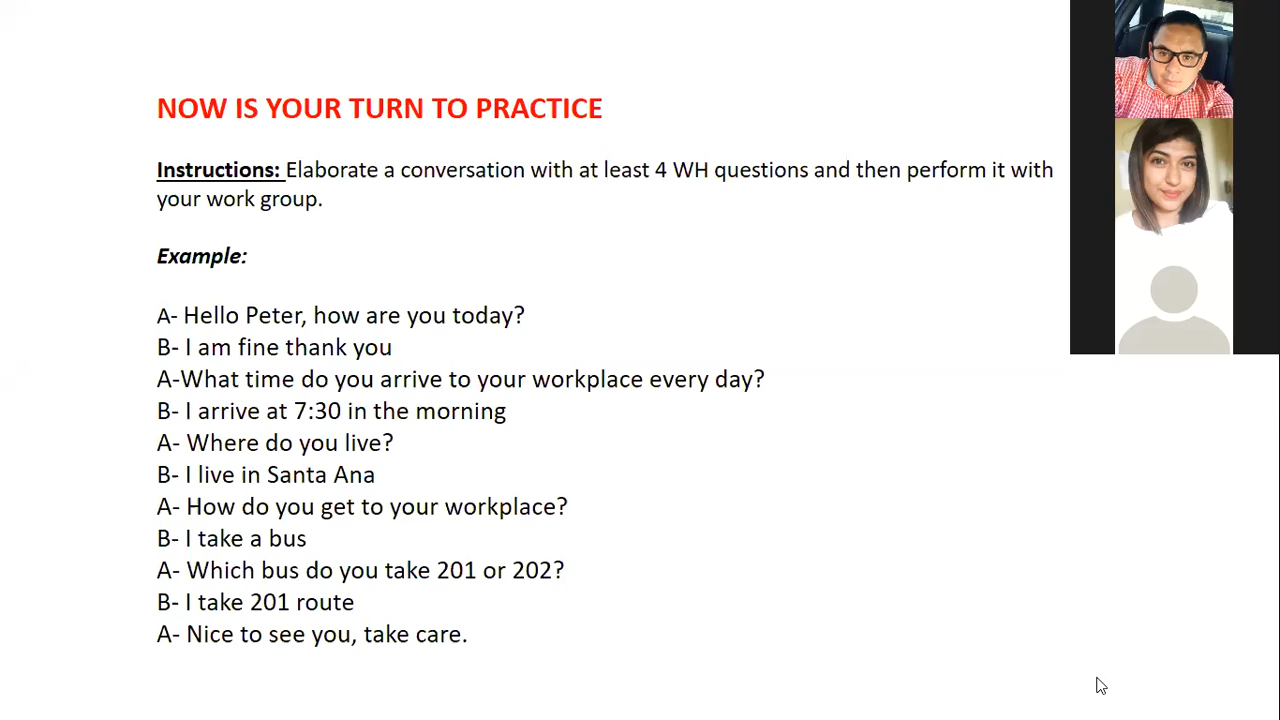 NOW IS YOUR TURN TO PRACTICE
Instructions: Elaborate a conversation with at least 4 WH questions and then perform it with
your work group.
Example:
A- Hello Peter, how are you today?
B- I am fine thank you
A-What time do you arrive to your workplace every day?
B- I arrive at 7:30 in the morning
A- Where do you live?
B- I live in Santa Ana
A- How do you get to your workplace?
B- I take a bus
A- Which bus do you take 201 or 202?
B- I take 201 route
A- Nice to see you, take care.